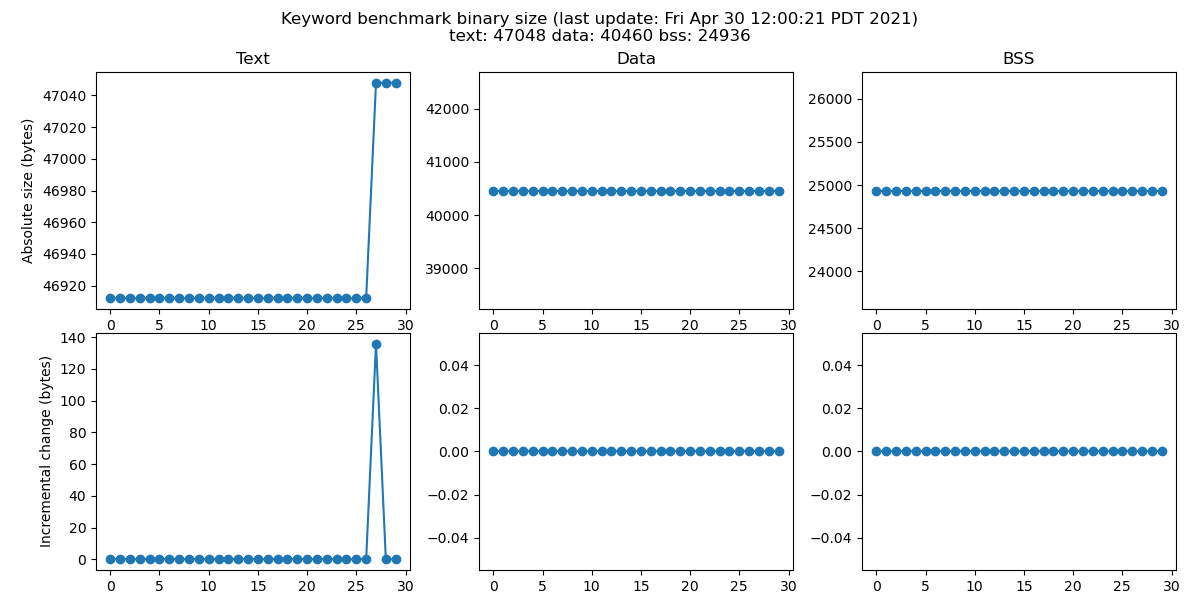 Keyword benchmark binary size (last update: Fri Apr 30 12:00:21 PDT 2021)
text: 47048 data: 40460 bss: 24936
Text
Data
BSS
Absolute size (bytes)
47040
47020
47000
46980
46960
46940
46920
0 5 10 15 20 25 30
42000
41000
40000
39000
0 5 10 15 20 25 30
26000
25500
25000
24500
24000
0 5 10 15 20 25 30
Incremental change (bytes)
140
120
100
80
60
40
20
0
0 5 10 15 20 25 30
0.04
0.02
0.00
−0.02
−0.04
0 5 10 15 20 25 30
0.04
0.02
0.00
−0.02
−0.04
0 5 10 15 20 25 30